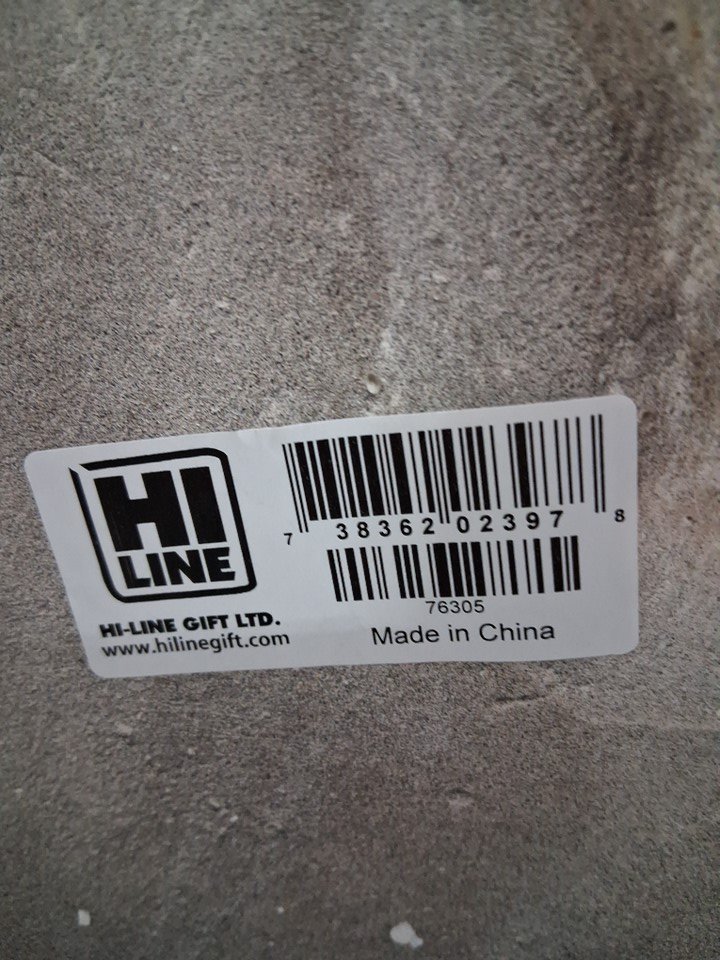 HI
LINE
HI-LINE GIFT LTD.
www.hilinegift.com
7 38362 02397 8
76305
Made in China